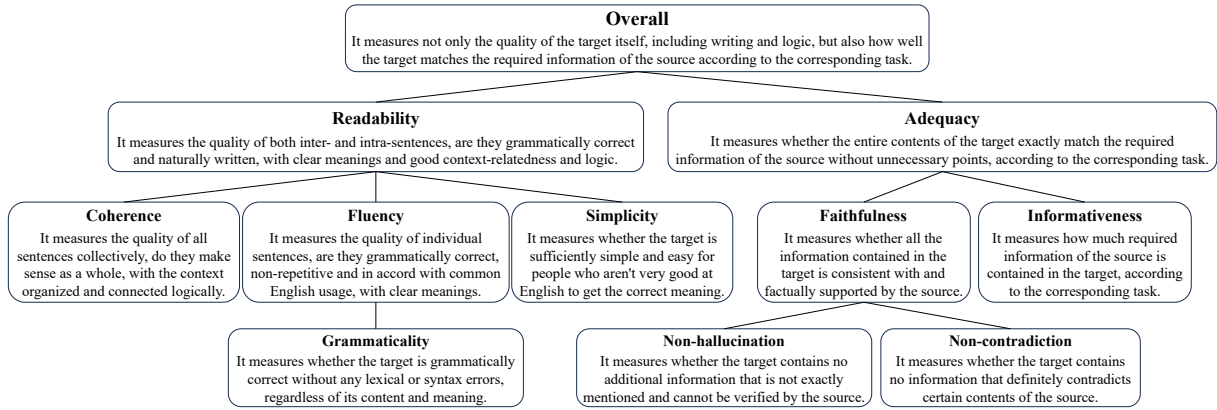 Overall
It measures not only the quality of the target itself, including writing and logic, but also how well
the target matches the required information of the source according to the corresponding task.
Readability
It measures the quality of both inter- and intra-sentences, are they grammatically correct
and naturally written, with clear meanings and good context-relatedness and logic.
Adequacy
It measures whether the entire contents of the target exactly match the required
information of the source without unnecessary points, according to the corresponding task.
Coherence
It measures the quality of all
sentences collectively, do they make
sense as a whole, with the context
organized and connected logically.
Fluency
It measures the quality of individual
sentences, are they grammatically correct,
non-repetitive and in accord with common
English usage, with clear meanings.
Simplicity
It measures whether the target is
sufficiently simple and easy for
people who aren't very good at
English to get the correct meaning.
Faithfulness
It measures whether all the
information contained in the
target is consistent with and
factually supported by the source.
Informativeness
It measures how much required
information of the source is
contained in the target, according
to the corresponding task.
Grammaticality
It measures whether the target is grammatically
correct without any lexical or syntax errors,
regardless of its content and meaning.
Non-hallucination
It measures whether the target contains no
additional information that is not exactly
mentioned and cannot be verified by the source.
Non-contradiction
It measures whether the target contains
no information that definitely contradicts
certain contents of the source.